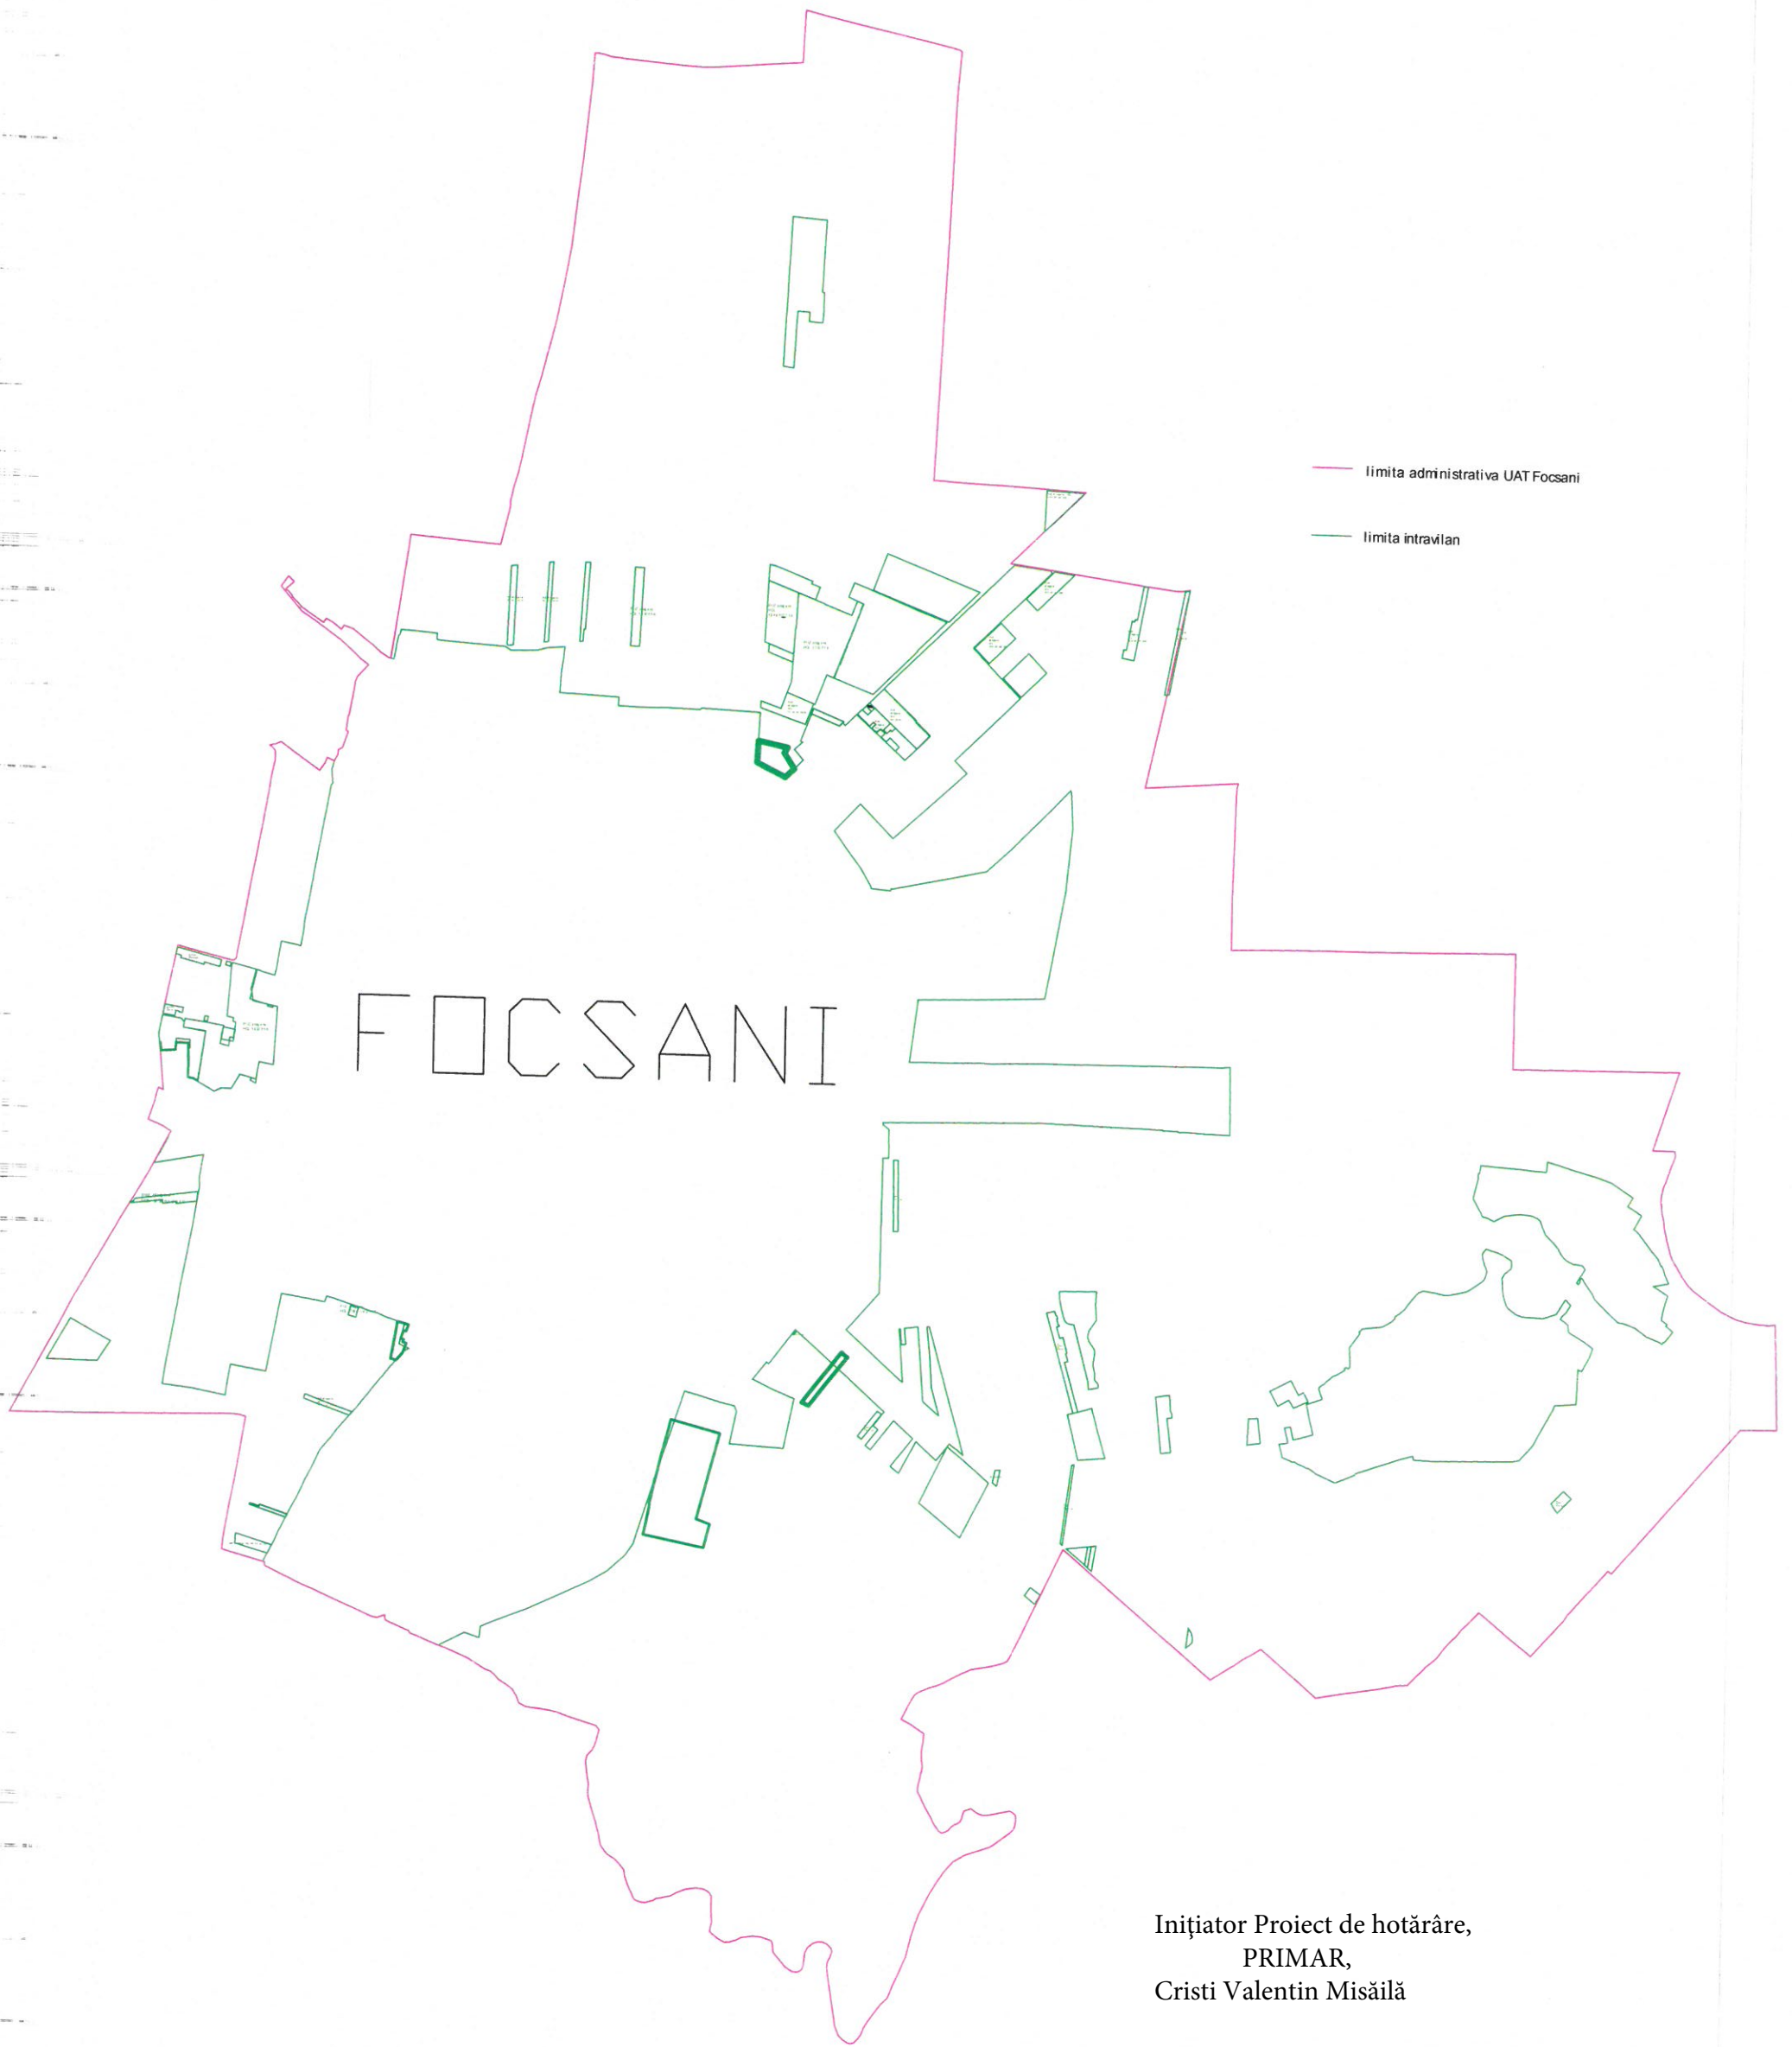 limita administrativa UAT Focsani
limita intravilan
FOCSANI
Iniţiator Proiect de hotărâre,
PRIMAR,
Cristi Valentin Misăilă